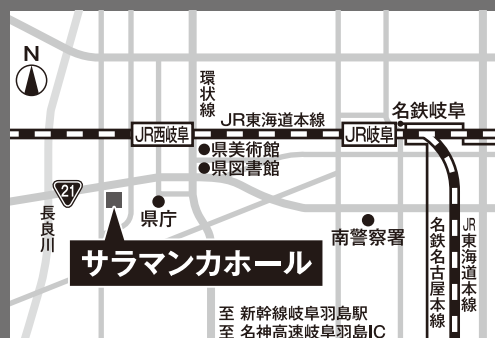 N
環状線
JR東海道本線
名鉄岐阜
JR西岐阜
JR岐阜
県美術館
県図書館
21
長良川
県庁
南警察署
名鉄名古屋本線
JR東海道本線
サラマンカホール
至 新幹線岐阜羽島駅
至 名神高速岐阜羽島IC